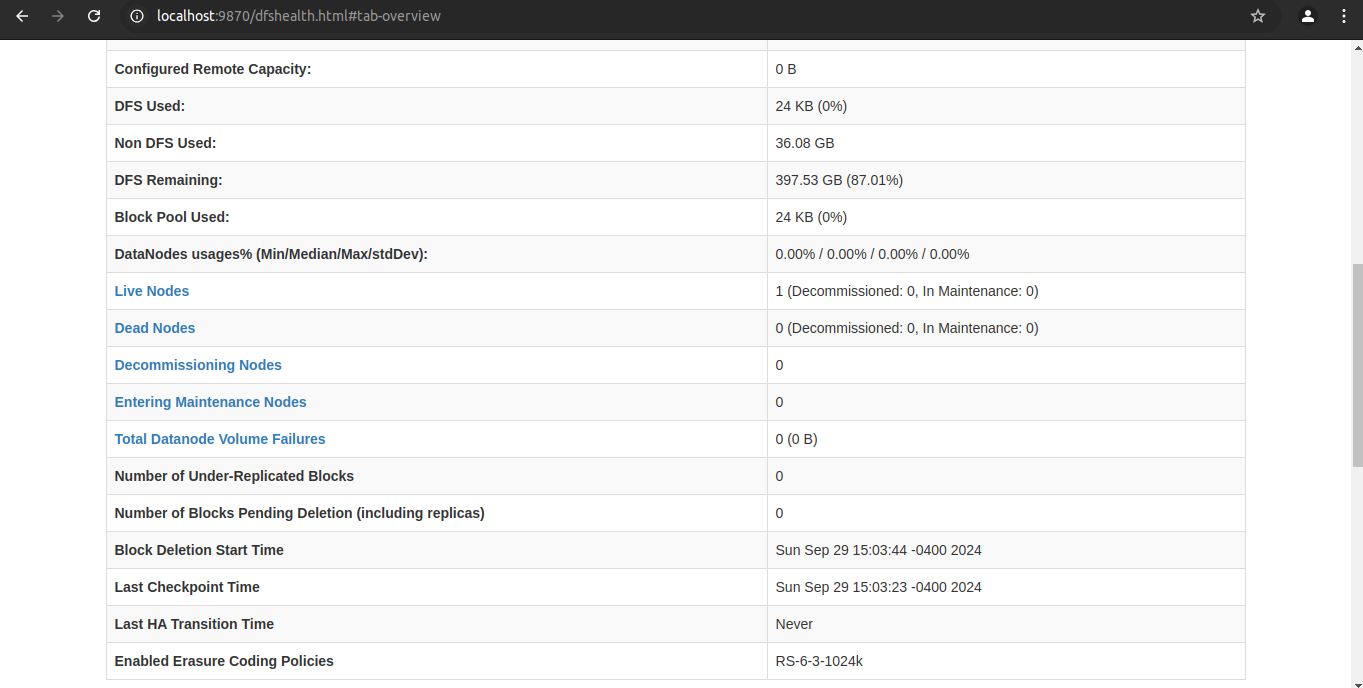 localhost:9870/dfshealth.html#tab-overview
Configured Remote Capacity: 0 B
DFS Used: 24 KB (0%)
Non DFS Used: 36.08 GB
DFS Remaining: 397.53 GB (87.01%)
Block Pool Used: 24 KB (0%)
DataNodes usages% (Min/Median/Max/stdDev): 0.00% / 0.00% / 0.00% / 0.00%
Live Nodes 1 (Decommissioned: 0, In Maintenance: 0)
Dead Nodes 0 (Decommissioned: 0, In Maintenance: 0)
Decommissioning Nodes 0
Entering Maintenance Nodes 0
Total Datanode Volume Failures 0 (0 B)
Number of Under-Replicated Blocks 0
Number of Blocks Pending Deletion (including replicas) 0
Block Deletion Start Time Sun Sep 29 15:03:44 -0400 2024
Last Checkpoint Time Sun Sep 29 15:03:23 -0400 2024
Last HA Transition Time Never
Enabled Erasure Coding Policies RS-6-3-1024k